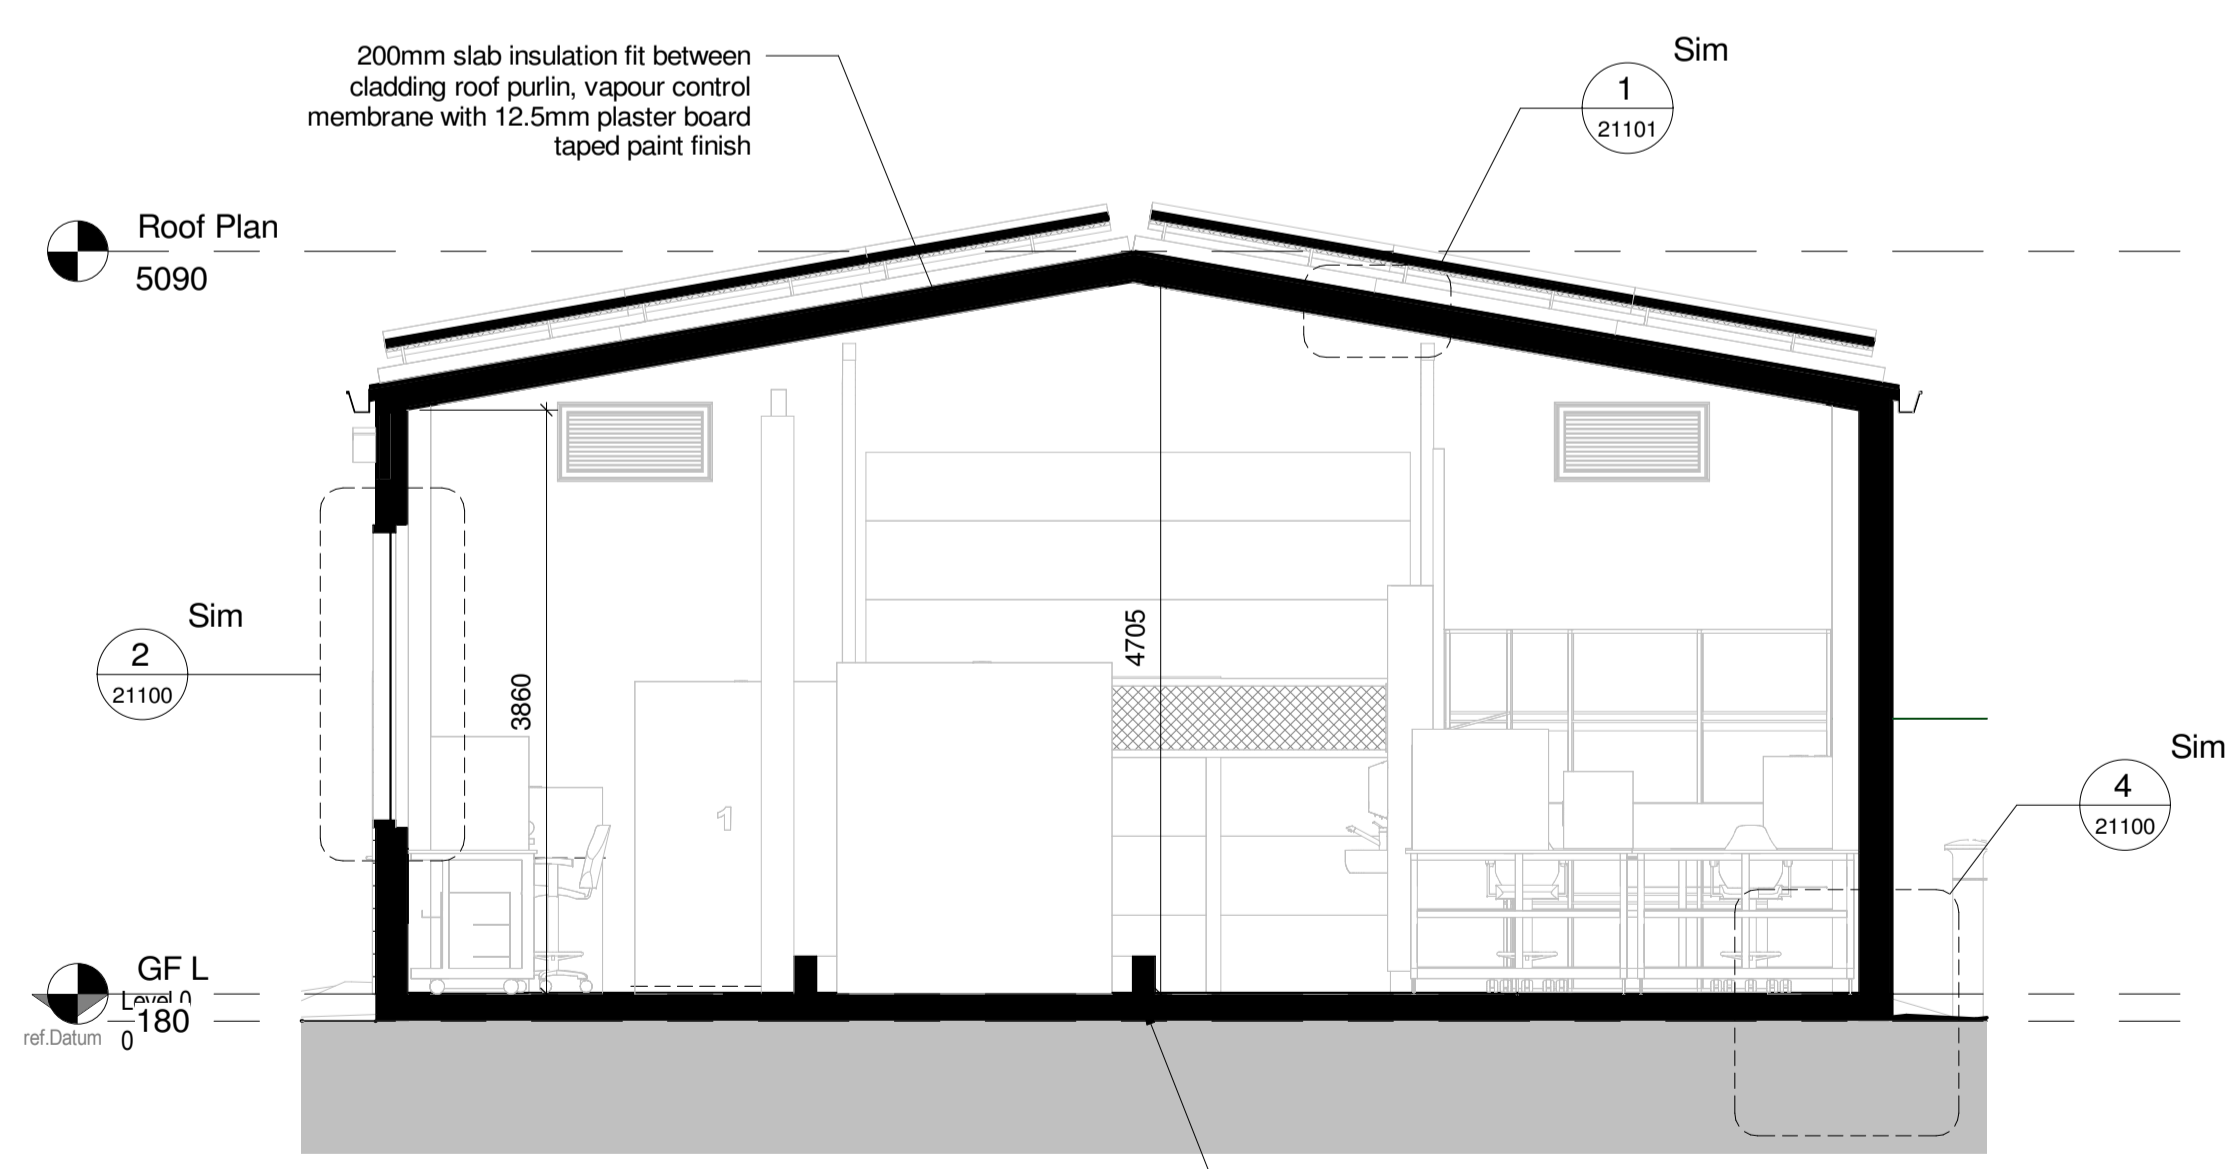 200mm slab insulation fit between
cladding roof purlin, vapour control
membrane with 12.5mm plaster board
taped paint finish
Sim
1
21101
Roof Plan
5090
Sim
2
21100
3860
4705
1
Sim
4
21100
GF L
Level 0
180
ref.Datum
0